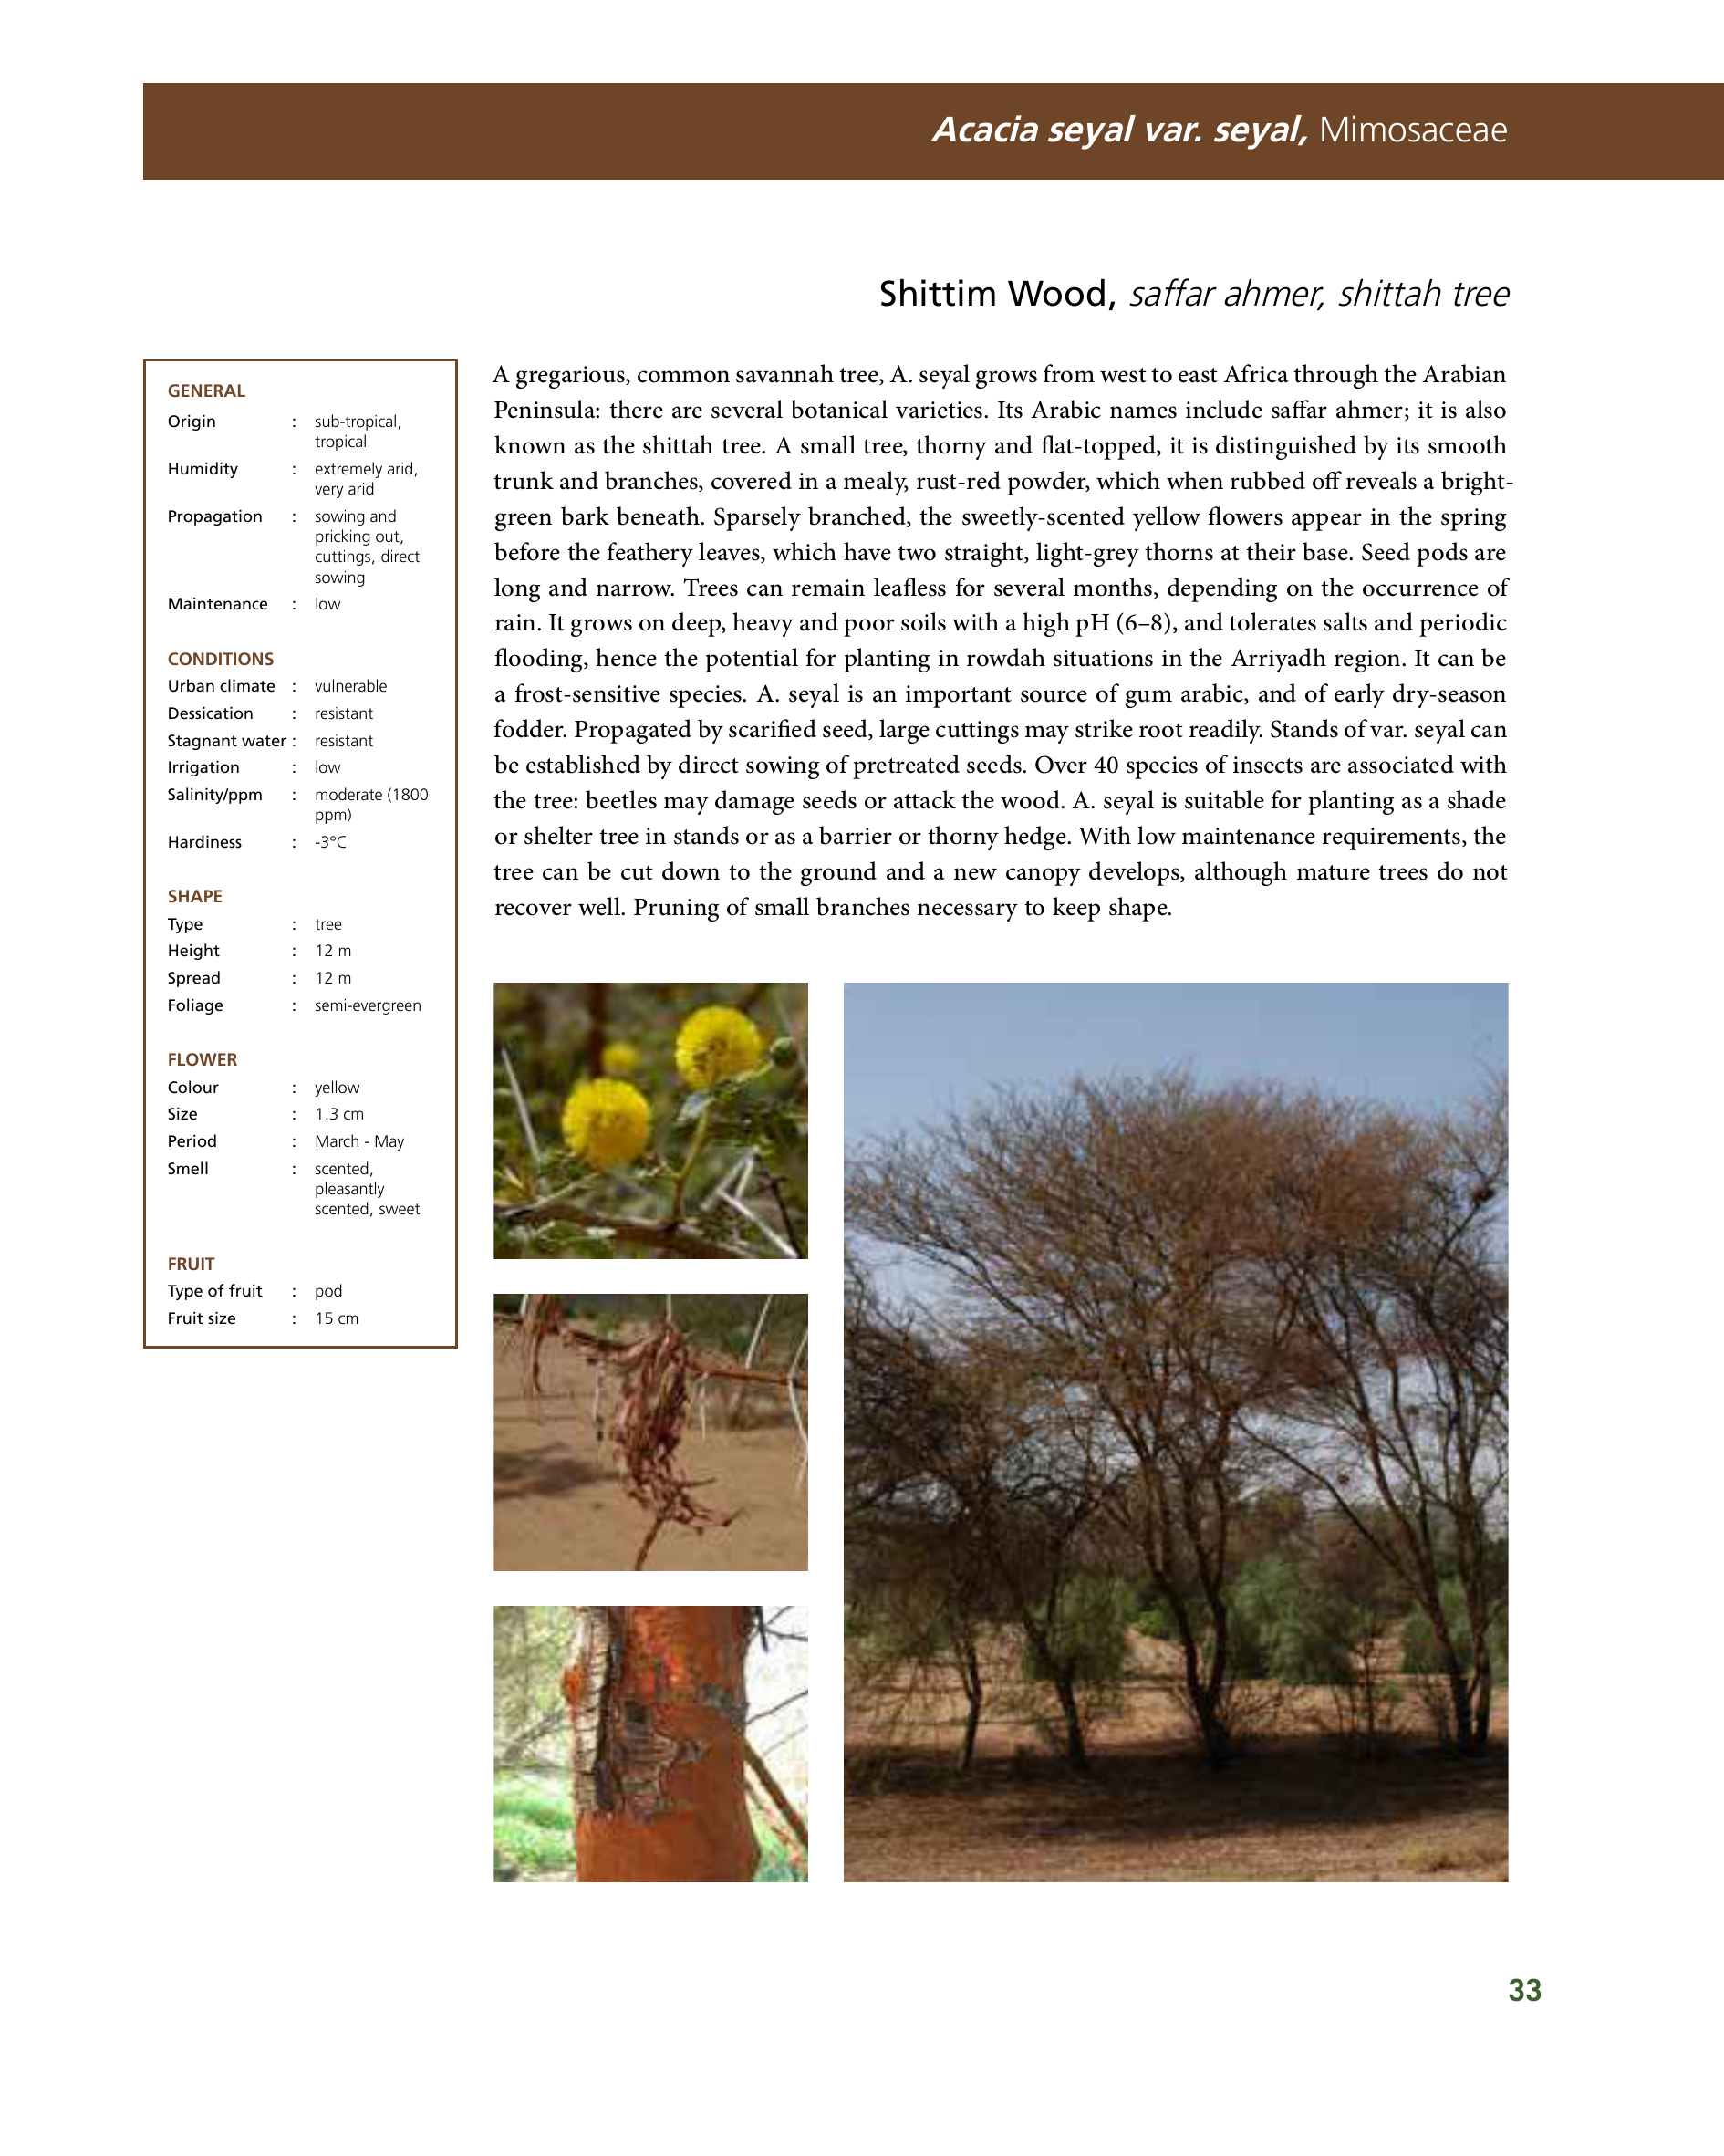 Acacia seyal var. seyal, Mimosaceae
Shittim Wood, saffar ahmer, shittah tree
GENERAL
Origin : sub-tropical,
tropical
Humidity : extremely arid,
very arid
Propagation : sowing and
pricking out,
cuttings, direct
sowing
Maintenance : low
CONDITIONS
Urban climate : vulnerable
Dessication : resistant
Stagnant water : resistant
Irrigation : low
Salinity/ppm : moderate (1800
ppm)
Hardiness : -3°C
SHAPE
Type : tree
Height : 12 m
Spread : 12 m
Foliage : semi-evergreen
FLOWER
Colour : yellow
Size : 1.3 cm
Period : March - May
Smell : scented,
pleasantly
scented, sweet
FRUIT
Type of fruit : pod
Fruit size : 15 cm
A gregarious, common savannah tree, A. seyal grows from west to east Africa through the Arabian
Peninsula: there are several botanical varieties. Its Arabic names include saffar ahmer; it is also
known as the shittah tree. A small tree, thorny and flat-topped, it is distinguished by its smooth
trunk and branches, covered in a mealy, rust-red powder, which when rubbed off reveals a bright-
green bark beneath. Sparsely branched, the sweetly-scented yellow flowers appear in the spring
before the feathery leaves, which have two straight, light-grey thorns at their base. Seed pods are
long and narrow. Trees can remain leafless for several months, depending on the occurrence of
rain. It grows on deep, heavy and poor soils with a high pH (6–8), and tolerates salts and periodic
flooding, hence the potential for planting in rowdah situations in the Arriyadh region. It can be
a frost-sensitive species. A. seyal is an important source of gum arabic, and of early dry-season
fodder. Propagated by scarified seed, large cuttings may strike root readily. Stands of var. seyal can
be established by direct sowing of pretreated seeds. Over 40 species of insects are associated with
the tree: beetles may damage seeds or attack the wood. A. seyal is suitable for planting as a shade
or shelter tree in stands or as a barrier or thorny hedge. With low maintenance requirements, the
tree can be cut down to the ground and a new canopy develops, although mature trees do not
recover well. Pruning of small branches necessary to keep shape.
33